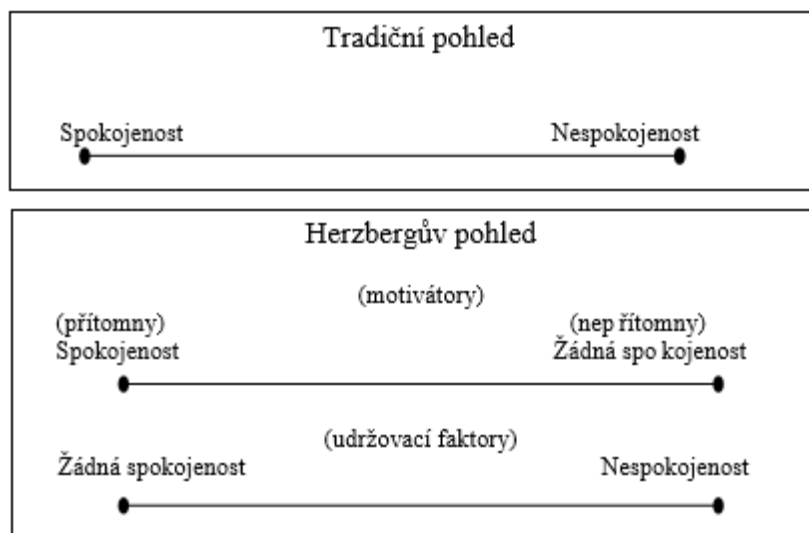 Tradiční pohled
Spokojenost Nespokojenost
Herzbergův pohled
(motivátory)
(přítomny) (nep řítomny)
Spokojenost Žádná spo kojenost
(udržovací faktory)
Žádná spokojenost Nespokojenost